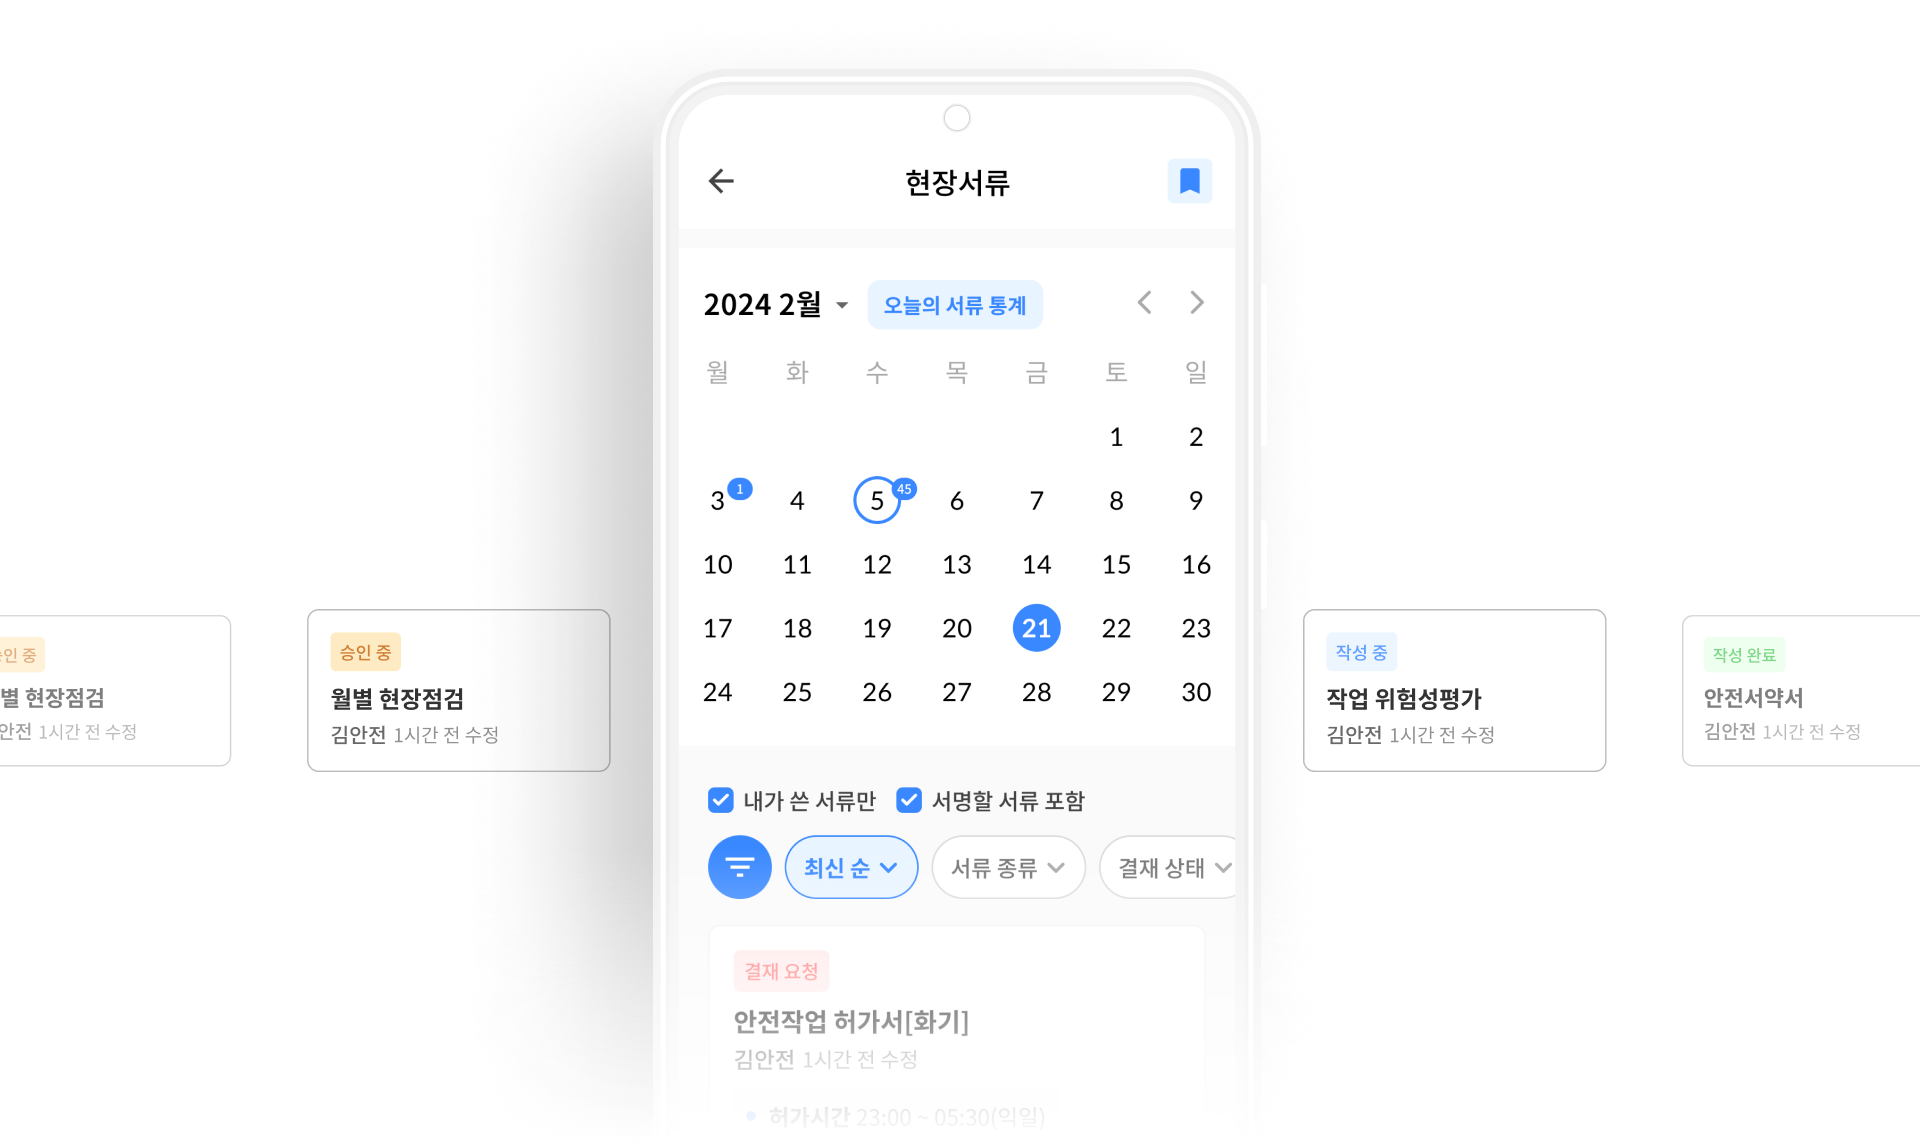 현장서류
2024 2월
오늘의 서류 통계
월 화 수 목 금 토 일
1 2
3 1 4 5 45 6 7 8 9
10 11 12 13 14 15 16
17 18 19 20 21 22 23
24 25 26 27 28 29 30
내가 쓴 서류만 서명할 서류 포함
최신 순 서류 종류 결재 상태
결재 요청
안전작업 허가서[화기]
김안전 1시간 전 수정
허가시간 23:00 ~ 05:30(익일)
인 중
별 현장점검
안전 1시간 전 수정
승인 중
월별 현장점검
김안전 1시간 전 수정
작성 중
작업 위험성평가
김안전 1시간 전 수정
작성 완료
안전서약서
김안전 1시간 전 수정